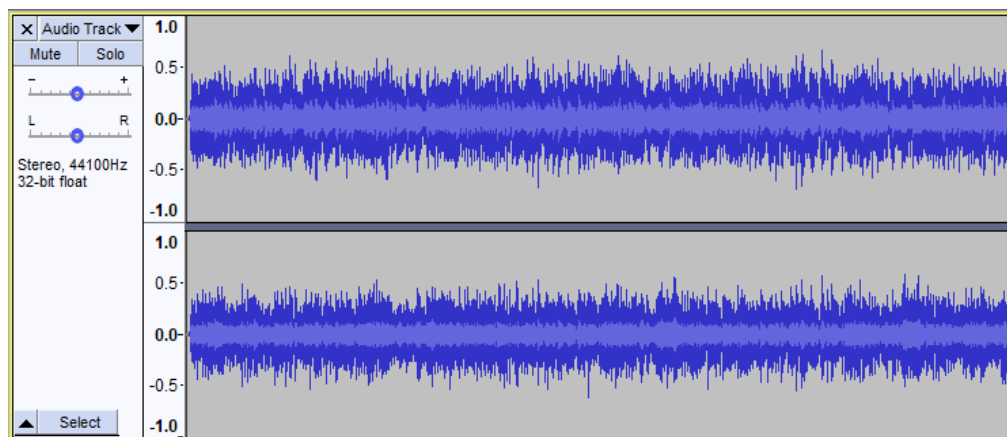 × Audio Track ▼
Mute Solo
- +
L R
Stereo, 44100Hz
32-bit float
▲ Select
1.0
0.5-
0.0-
-0.5-
-1.0
1.0
0.5-
0.0-
-0.5-
-1.0